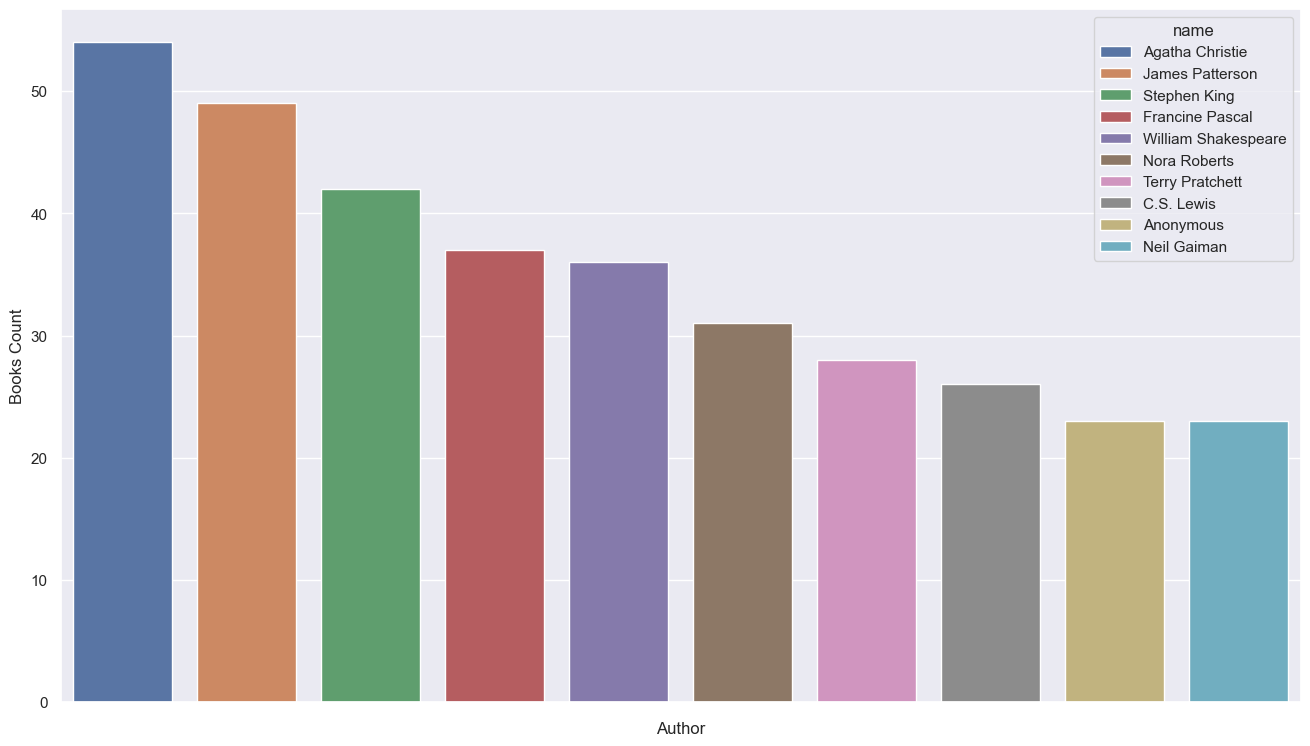 name
Agatha Christie
James Patterson
Stephen King
Francine Pascal
William Shakespeare
Nora Roberts
Terry Pratchett
C.S. Lewis
Anonymous
Neil Gaiman
50
40
30
20
10
0
Books Count
Author